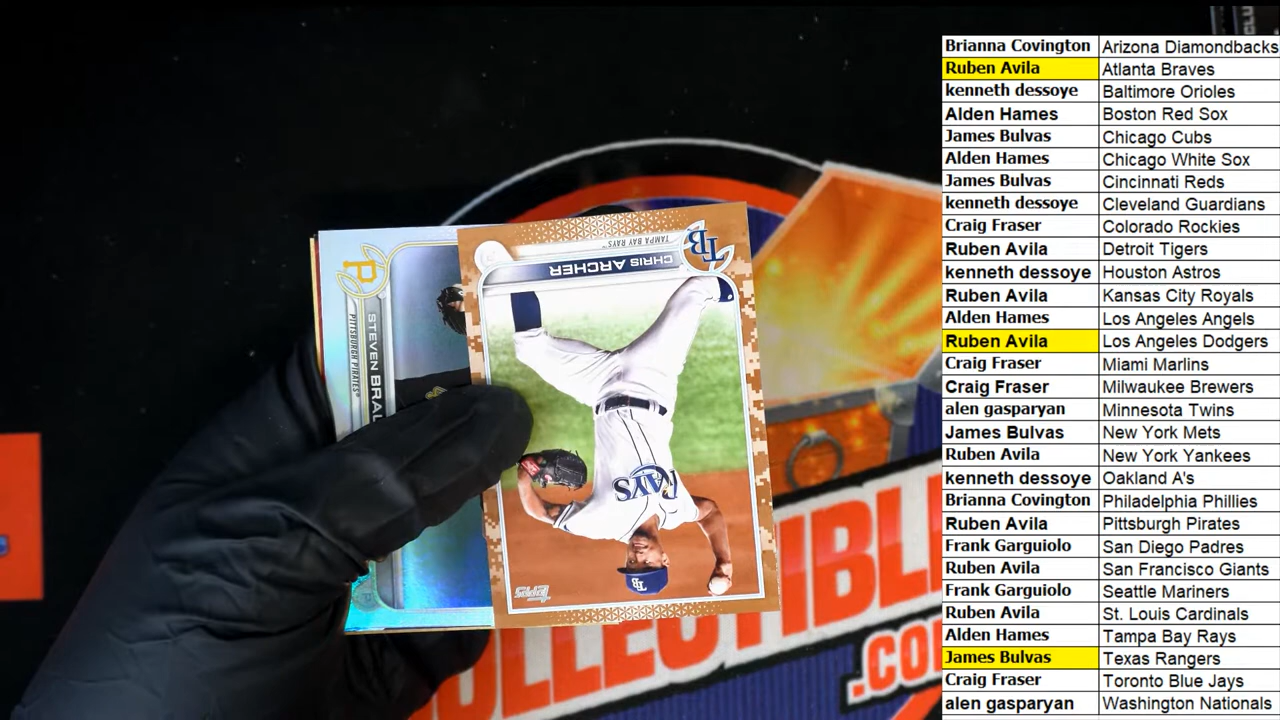 Brianna Covington Arizona Diamondbacks
Ruben Avila Atlanta Braves
kenneth dessoye Baltimore Orioles
Alden Hames Boston Red Sox
James Bulvas Chicago Cubs
Alden Hames Chicago White Sox
James Bulvas Cincinnati Reds
kenneth dessoye Cleveland Guardians
Craig Fraser Colorado Rockies
Ruben Avila Detroit Tigers
kenneth dessoye Houston Astros
Ruben Avila Kansas City Royals
Alden Hames Los Angeles Angels
Ruben Avila Los Angeles Dodgers
Craig Fraser Miami Marlins
Craig Fraser Milwaukee Brewers
alen gasparyan Minnesota Twins
James Bulvas New York Mets
Ruben Avila New York Yankees
kenneth dessoye Oakland A's
Brianna Covington Philadelphia Phillies
Ruben Avila Pittsburgh Pirates
Frank Garguiolo San Diego Padres
Ruben Avila San Francisco Giants
Frank Garguiolo Seattle Mariners
Ruben Avila St. Louis Cardinals
Alden Hames Tampa Bay Rays
James Bulvas Texas Rangers
Craig Fraser Toronto Blue Jays
alen gasparyan Washington Nationals
TB
TAMPA BAY RAYS™
CHRIS ARCHER
RAYS
TB
TOPPS
P
STEVEN BRAU
PITTSBURGH PIRATES®
OLLECTIBLE
.CO